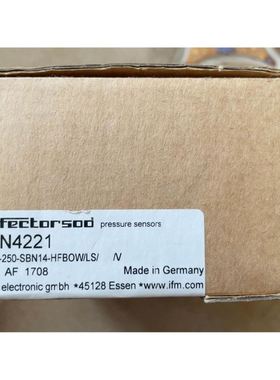 fectorsod pressure sensors
N4221
-250-SBN14-HFBOW/LS/ /V
AF 1708 Made in Germany
electronic gmbh *45128 Essen *www.ifm.com